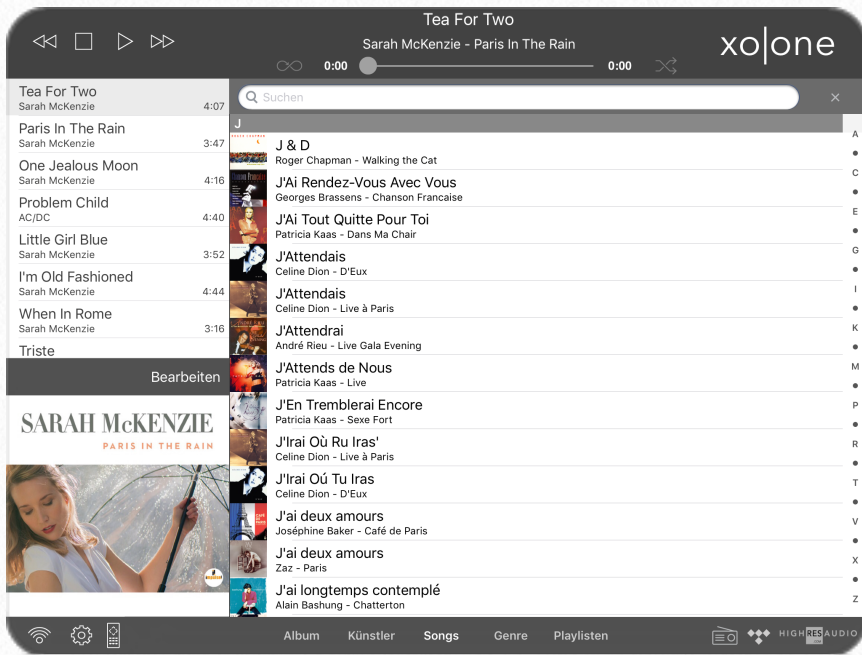 Tea For Two
Sarah McKenzie - Paris In The Rain
0:00
0:00
xo|one
Tea For Two
Sarah McKenzie
4:07
Paris In The Rain
Sarah McKenzie
3:47
One Jealous Moon
Sarah McKenzie
4:16
Problem Child
AC/DC
4:40
Little Girl Blue
Sarah McKenzie
3:52
I'm Old Fashioned
Sarah McKenzie
4:44
When In Rome
Sarah McKenzie
3:16
Triste
Bearbeiten
SARAH McKENZIE
PARIS IN THE RAIN
Suchen
J
J & D
Roger Chapman - Walking the Cat
J'Ai Rendez-Vous Avec Vous
Georges Brassens - Chanson Francaise
J'Ai Tout Quitte Pour Toi
Patricia Kaas - Dans Ma Chair
J'Attendais
Celine Dion - D'Eux
J'Attendais
Celine Dion - Live à Paris
J'Attendrai
André Rieu - Live Gala Evening
J'Attends de Nous
Patricia Kaas - Live
J'En Tremblerai Encore
Patricia Kaas - Sexe Fort
J'Irai Où Ru Iras'
Celine Dion - Live à Paris
J'Irai Oú Tu Iras
Celine Dion - D'Eux
J'ai deux amours
Joséphine Baker - Café de Paris
J'ai deux amours
Zaz - Paris
J'ai longtemps contemplé
Alain Bashung - Chatterton
A
C
E
G
I
K
M
P
R
T
V
X
Z
Album
Künstler
Songs
Genre
Playlisten
HIGHRESAUDIO